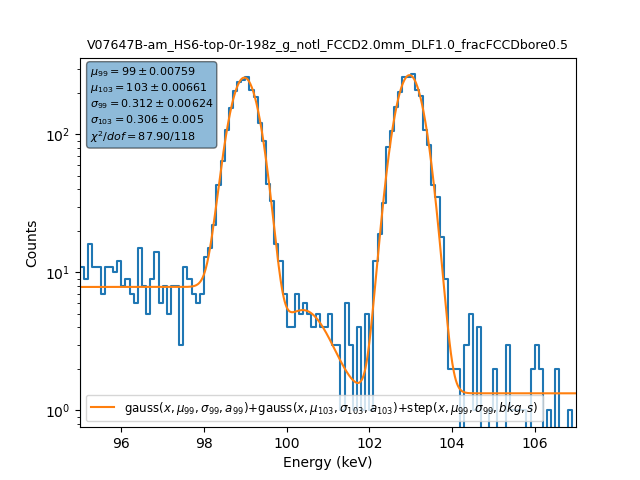 V07647B-am_HS6-top-0r-198z_g_notl_FCCD2.0mm_DLF1.0_fracFCCDbore0.5
μ₉₉ = 99 ± 0.00759
μ₁₀₃ = 103 ± 0.00661
σ₉₉ = 0.312 ± 0.00624
σ₁₀₃ = 0.306 ± 0.005
χ²/dof = 87.90/118
Counts
10²
10¹
10⁰
gauss(x, μ₉₉, σ₉₉, a₉₉)+gauss(x, μ₁₀₃, σ₁₀₃, a₁₀₃)+step(x, μ₉₉, σ₉₉, bkg, s)
96 98 100 102 104 106
Energy (keV)